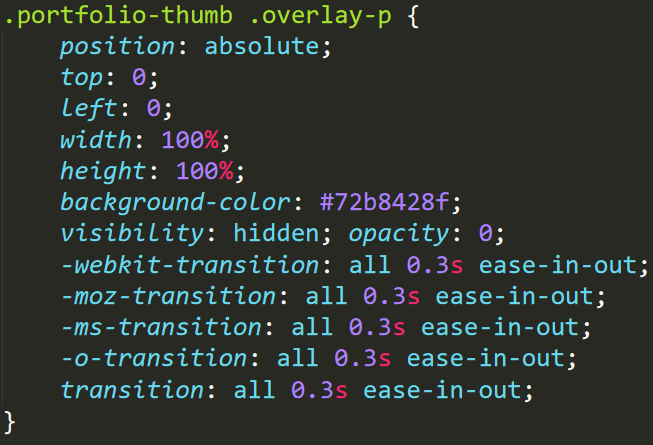 .portfolio-thumb .overlay-p {
    position: absolute;
    top: 0;
    left: 0;
    width: 100%;
    height: 100%;
    background-color: #72b8428f;
    visibility: hidden; opacity: 0;
    -webkit-transition: all 0.3s ease-in-out;
    -moz-transition: all 0.3s ease-in-out;
    -ms-transition: all 0.3s ease-in-out;
    -o-transition: all 0.3s ease-in-out;
    transition: all 0.3s ease-in-out;
}